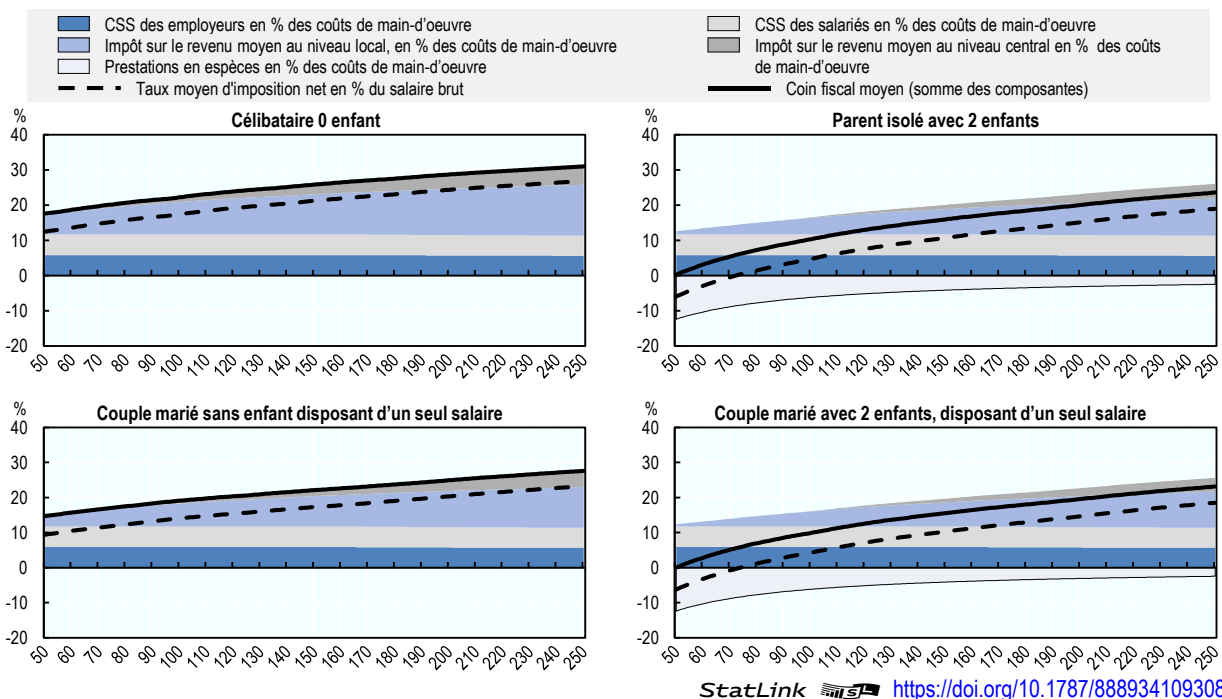 CSS des employeurs en % des coûts de main-d'oeuvre
CSS des salariés en % des coûts de main-d'oeuvre
Impôt sur le revenu moyen au niveau local, en % des coûts de main-d'oeuvre
Impôt sur le revenu moyen au niveau central en % des coûts
de main-d'oeuvre
Prestations en espèces en % des coûts de main-d'oeuvre
Taux moyen d'imposition net en % du salaire brut
Coin fiscal moyen (somme des composantes)
%
Célibataire 0 enfant
40
30
20
10
0
-10
-20
50 60 70 80 90 100 110 120 130 140 150 160 170 180 190 200 210 220 230 240 250
%
Parent isolé avec 2 enfants
40
30
20
10
0
-10
-20
50 60 70 80 90 100 110 120 130 140 150 160 170 180 190 200 210 220 230 240 250
%
Couple marié sans enfant disposant d’un seul salaire
40
30
20
10
0
-10
-20
50 60 70 80 90 100 110 120 130 140 150 160 170 180 190 200 210 220 230 240 250
%
Couple marié avec 2 enfants, disposant d’un seul salaire
40
30
20
10
0
-10
-20
50 60 70 80 90 100 110 120 130 140 150 160 170 180 190 200 210 220 230 240 250
StatLink https://doi.org/10.1787/888934109308